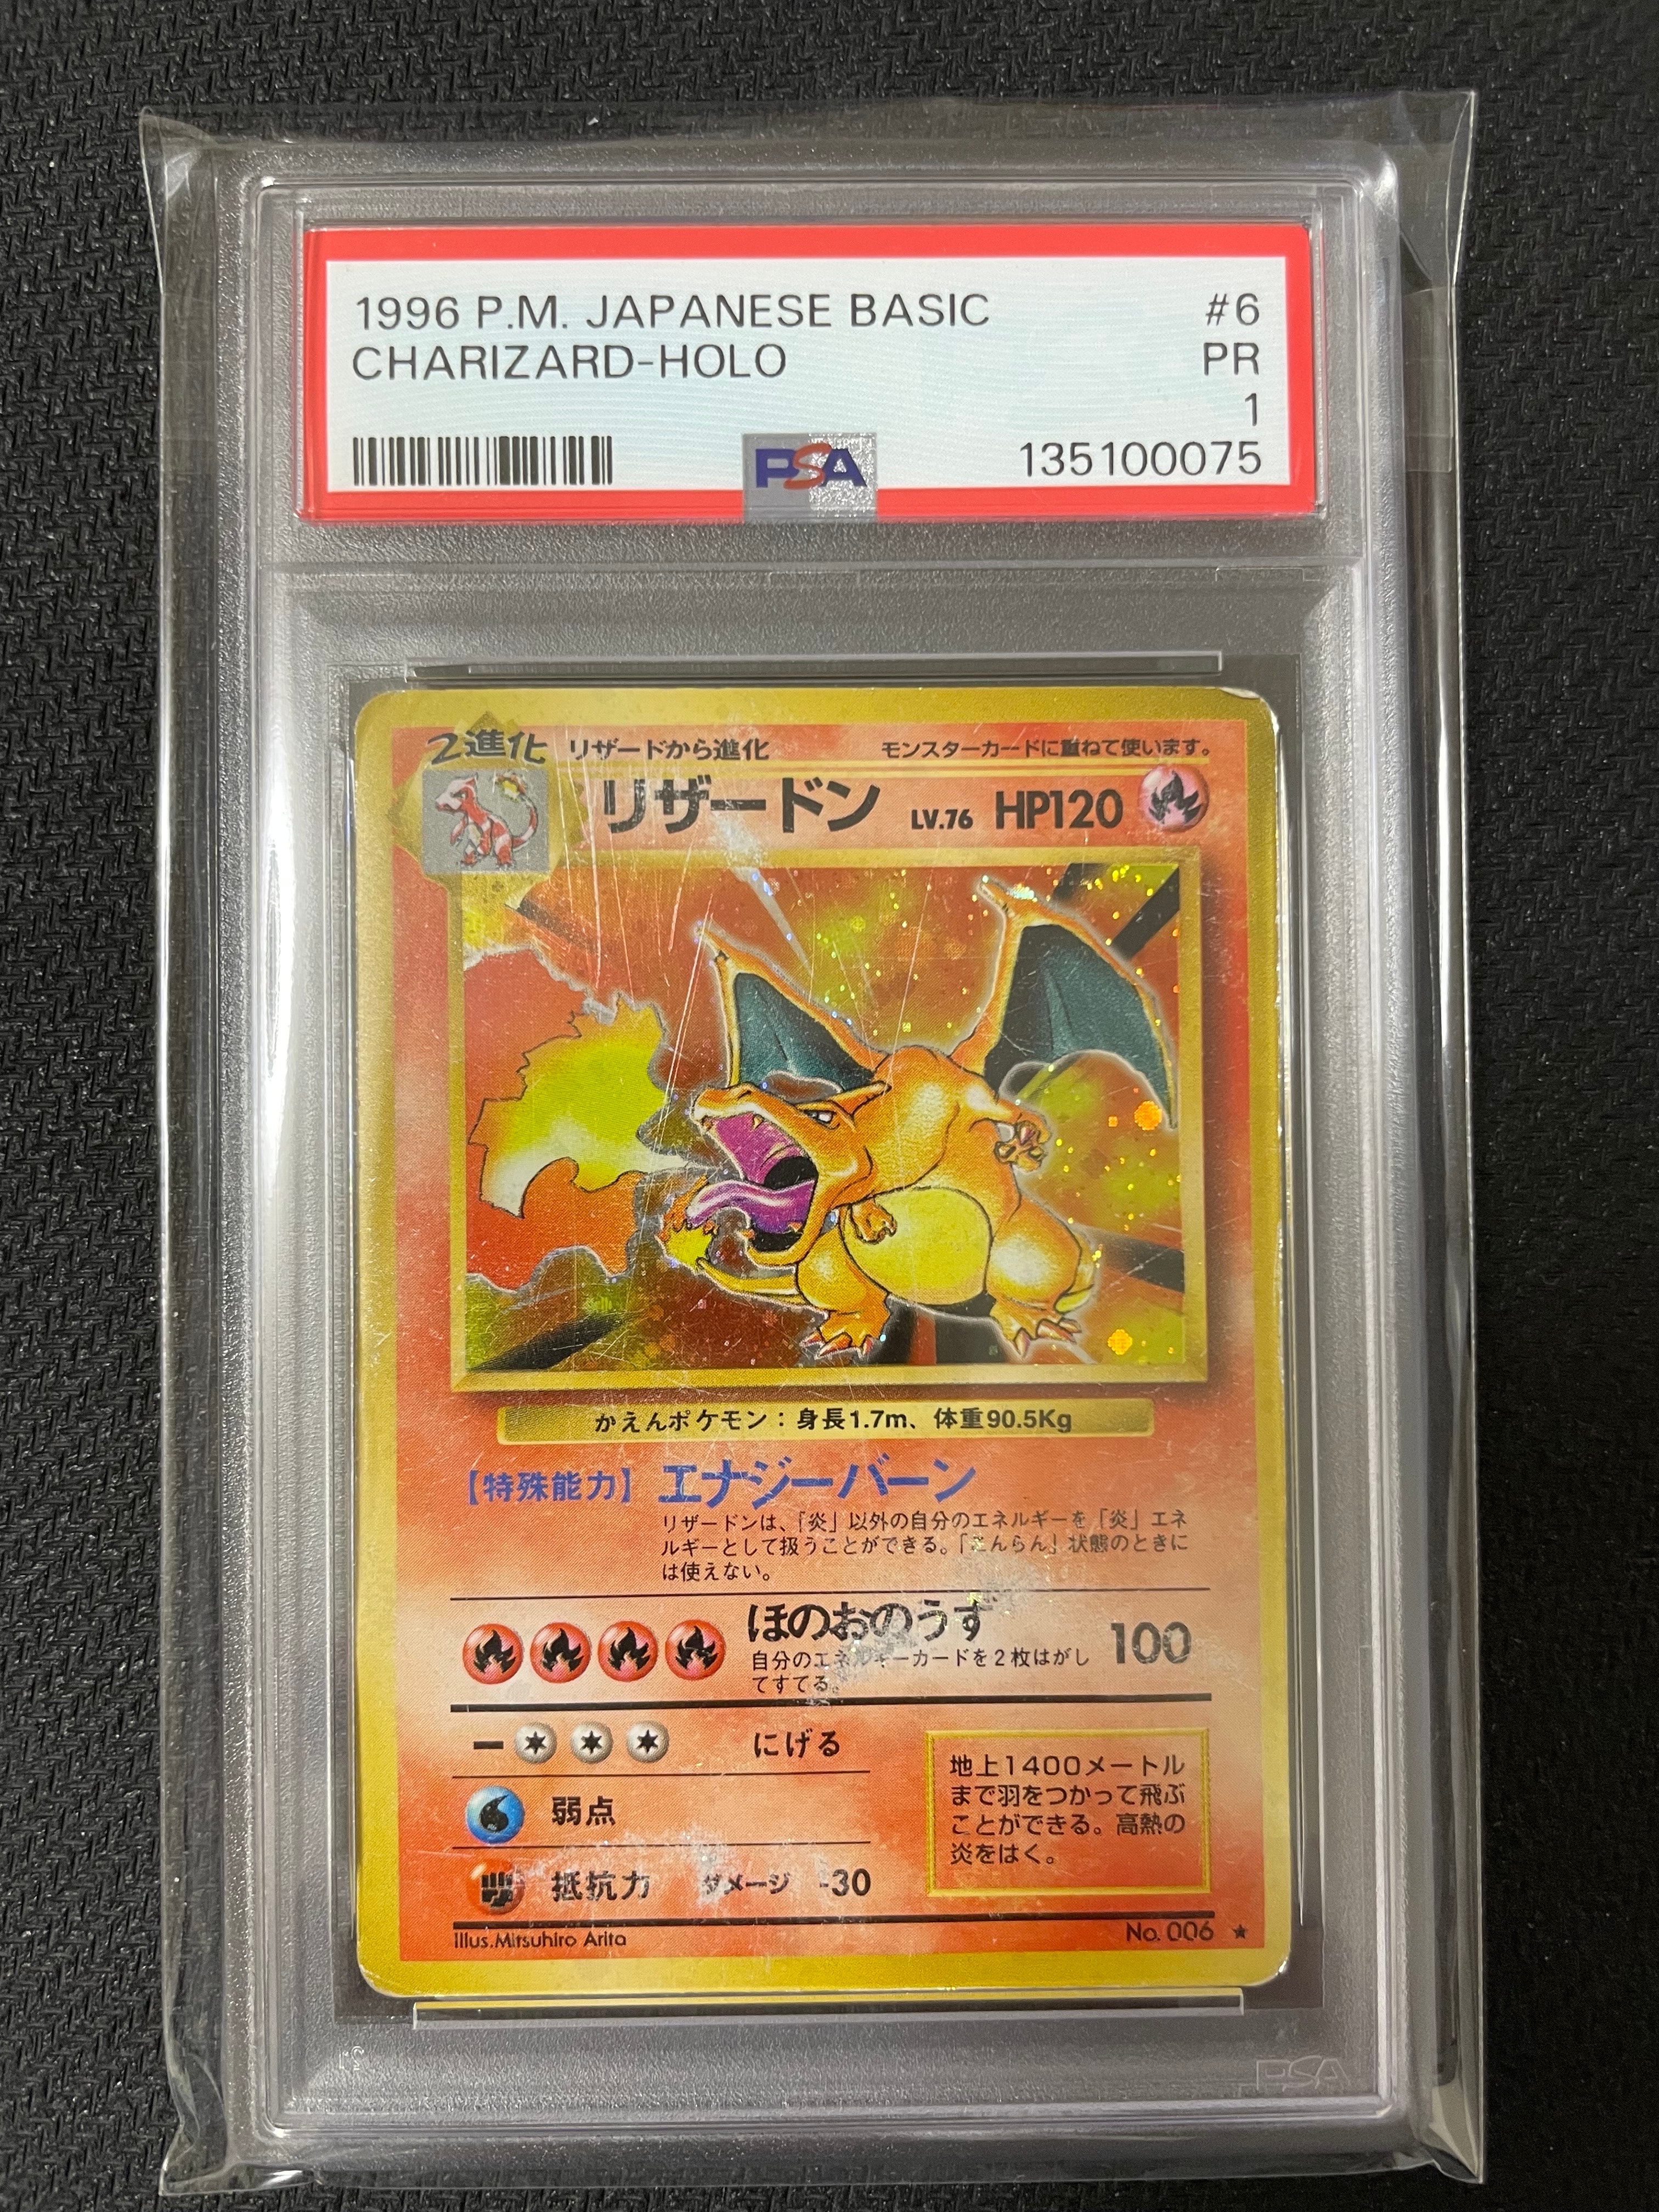 1996 P.M. JAPANESE BASIC #6
CHARIZARD-HOLO PR
1
PSA 135100075
2進化 リザードから進化 モンスターカードに重ねて使います。
リザードン LV.76 HP120
かえんポケモン：身長1.7m、体重90.5Kg
【特殊能力】エナジーバーン
リザードンは、「炎」以外の自分のエネルギーを「炎」エネ
ルギーとして扱うことができる。「こんらん」状態のときに
は使えない。
ほのおのうず 100
自分のエネルギーカードを2枚はがし
てすてる。
ー にげる
弱点
抵抗力 ダメージ -30
地上1400メートル
まで羽をつかって飛ぶ
ことができる。高熱の
炎をはく。
Illus.Mitsuhiro Arita No.006 ★
PSA